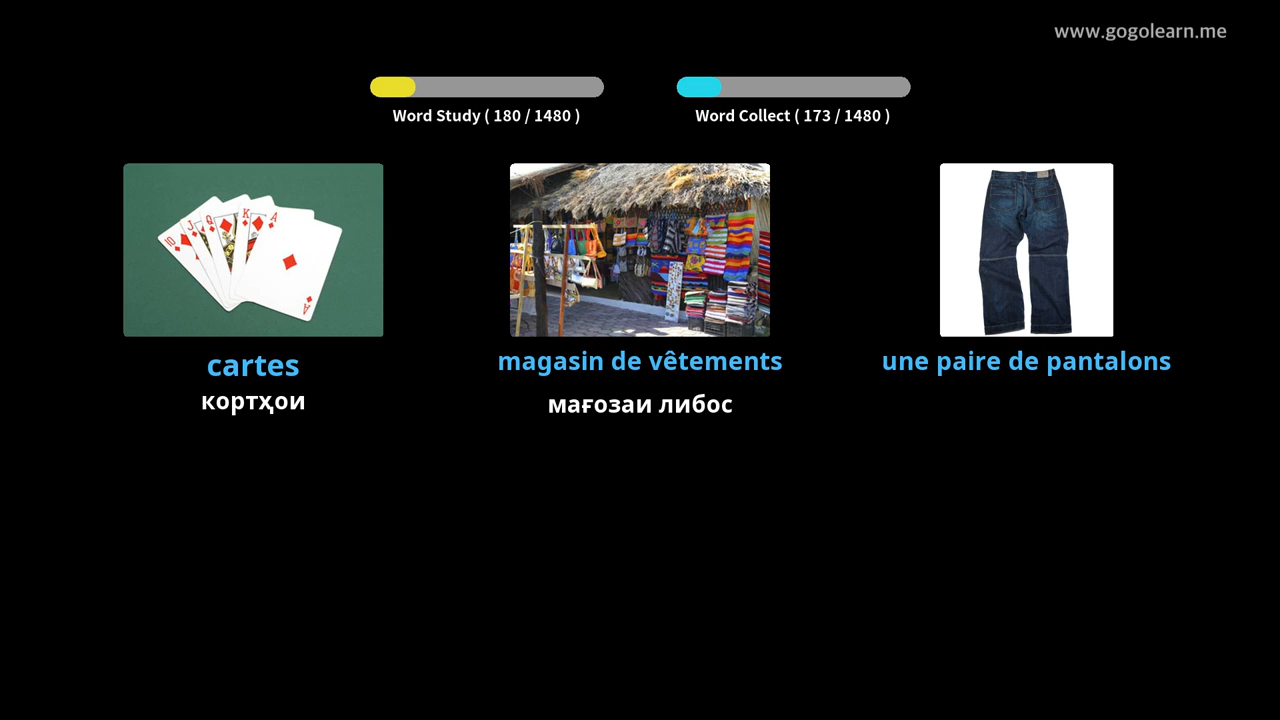 www.gogolearn.me
Word Study ( 180 / 1480 )
Word Collect ( 173 / 1480 )
10 J Q K A
A
cartes
кортҳои
magasin de vêtements
мағозаи либос
une paire de pantalons